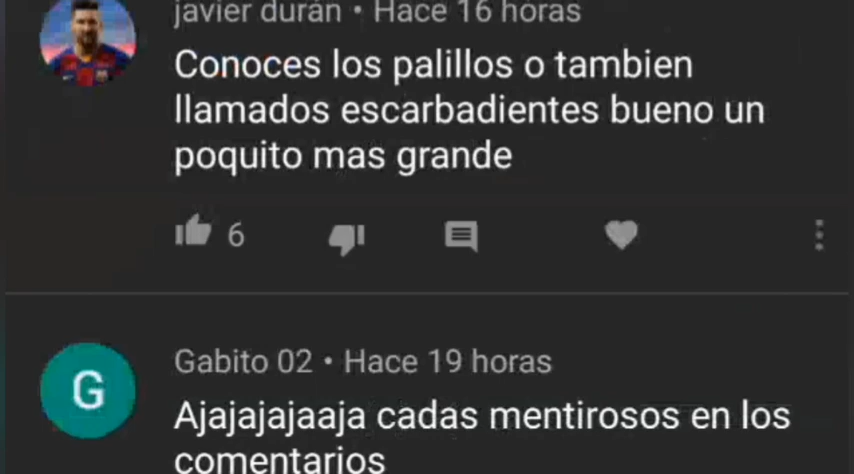 javier durán • Hace 16 horas
Conoces los palillos o tambien
llamados escarbadientes bueno un
poquito mas grande
6
G
Gabito 02 • Hace 19 horas
Ajajajajaaja cadas mentirosos en los
comentarios